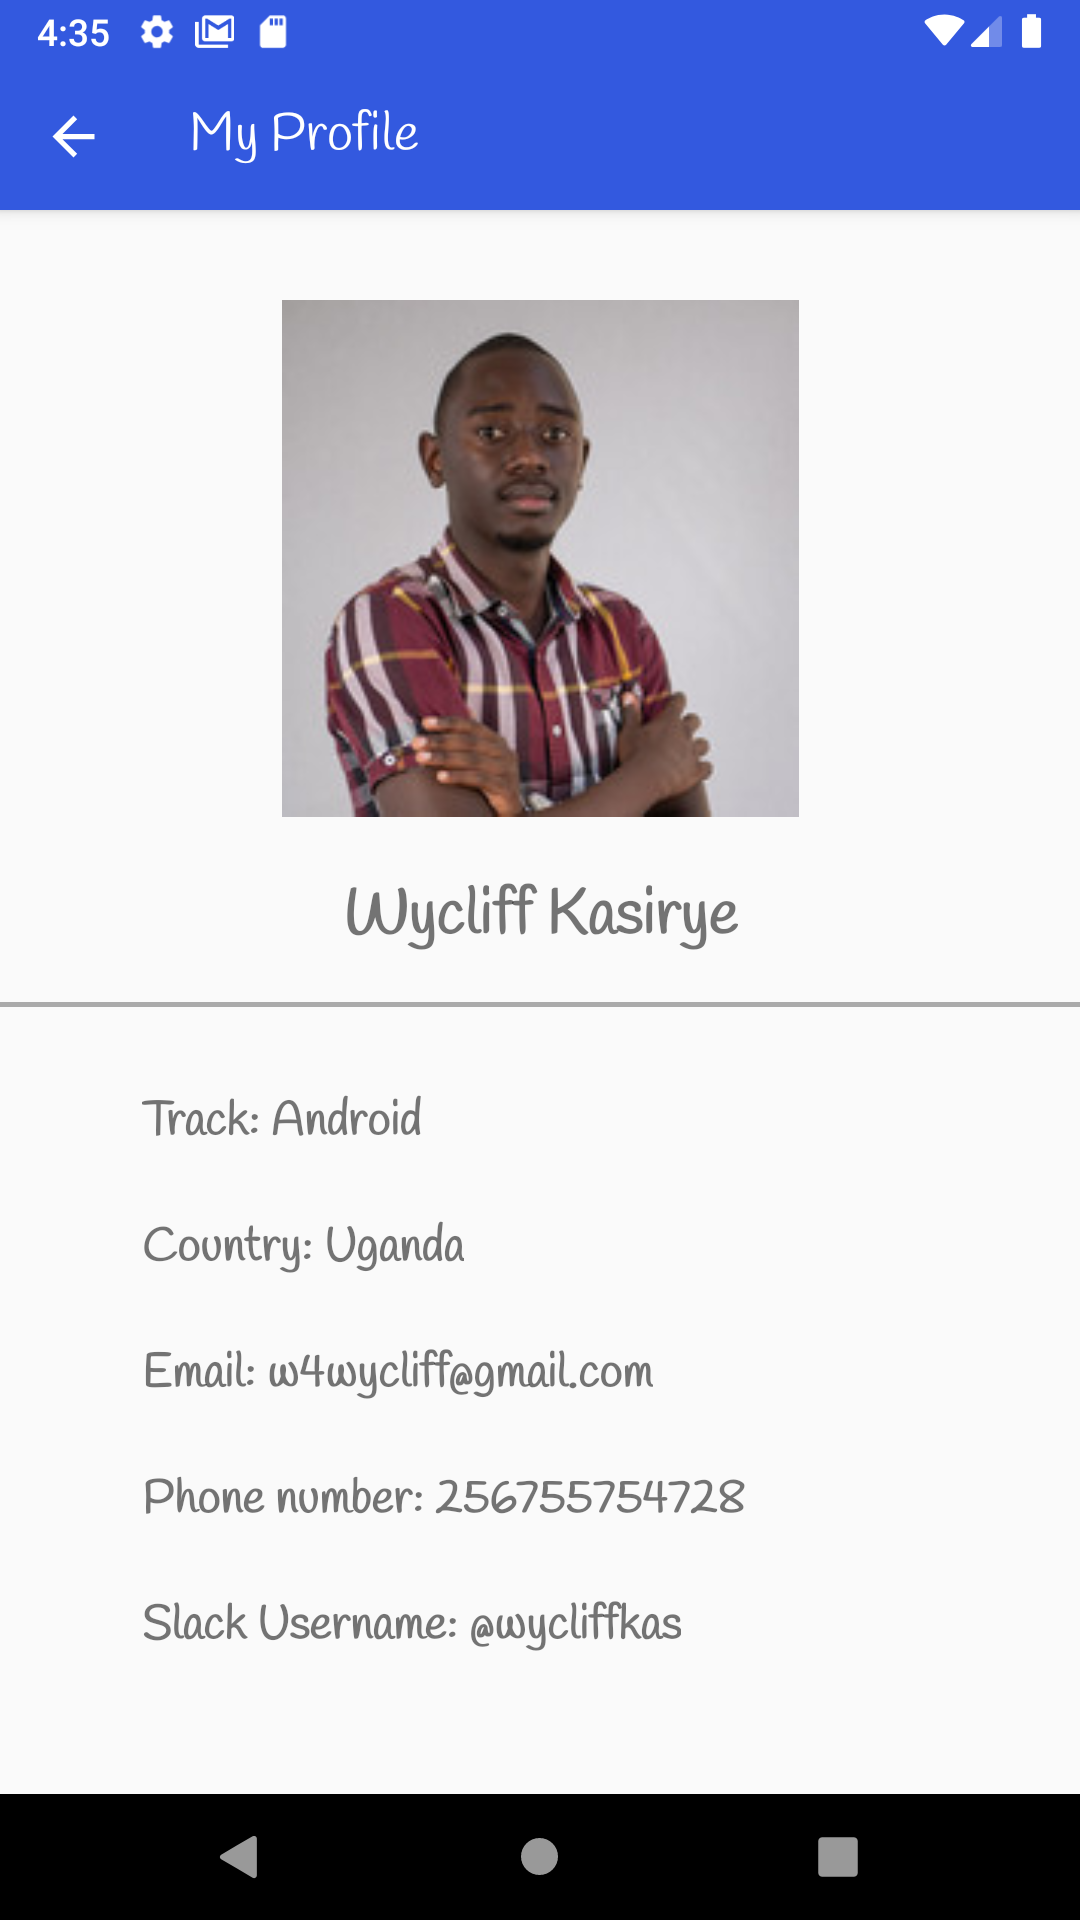 4:35
My Profile
Wycliff Kasirye
Track: Android
Country: Uganda
Email: w4wycliff@gmail.com
Phone number: 256755754728
Slack Username: @wycliffkas